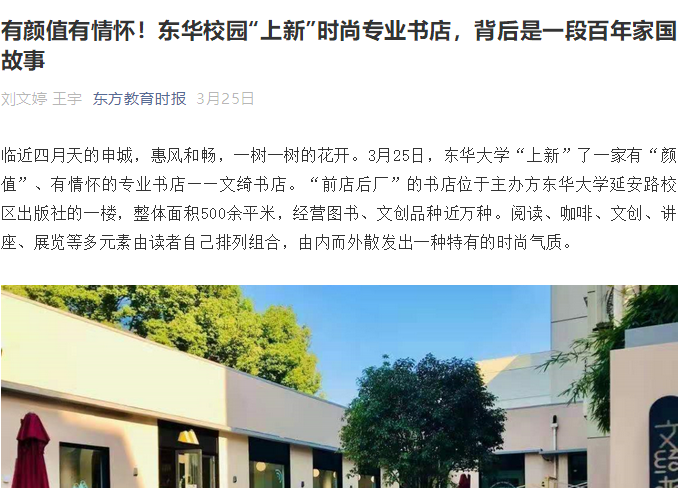 有颜值有情怀！东华校园“上新”时尚专业书店，背后是一段百年家国
故事
刘文婷 王宇 东方教育时报 3月25日
临近四月天的申城，惠风和畅，一树一树的花开。3月25日，东华大学“上新”了一家有“颜
值”、有情怀的专业书店——文绮书店。“前店后厂”的书店位于主办方东华大学延安路校
区出版社的一楼，整体面积500余平米，经营图书、文创品种近万种。阅读、咖啡、文创、讲
座、展览等多元素由读者自己排列组合，由内而外散发出一种特有的时尚气质。